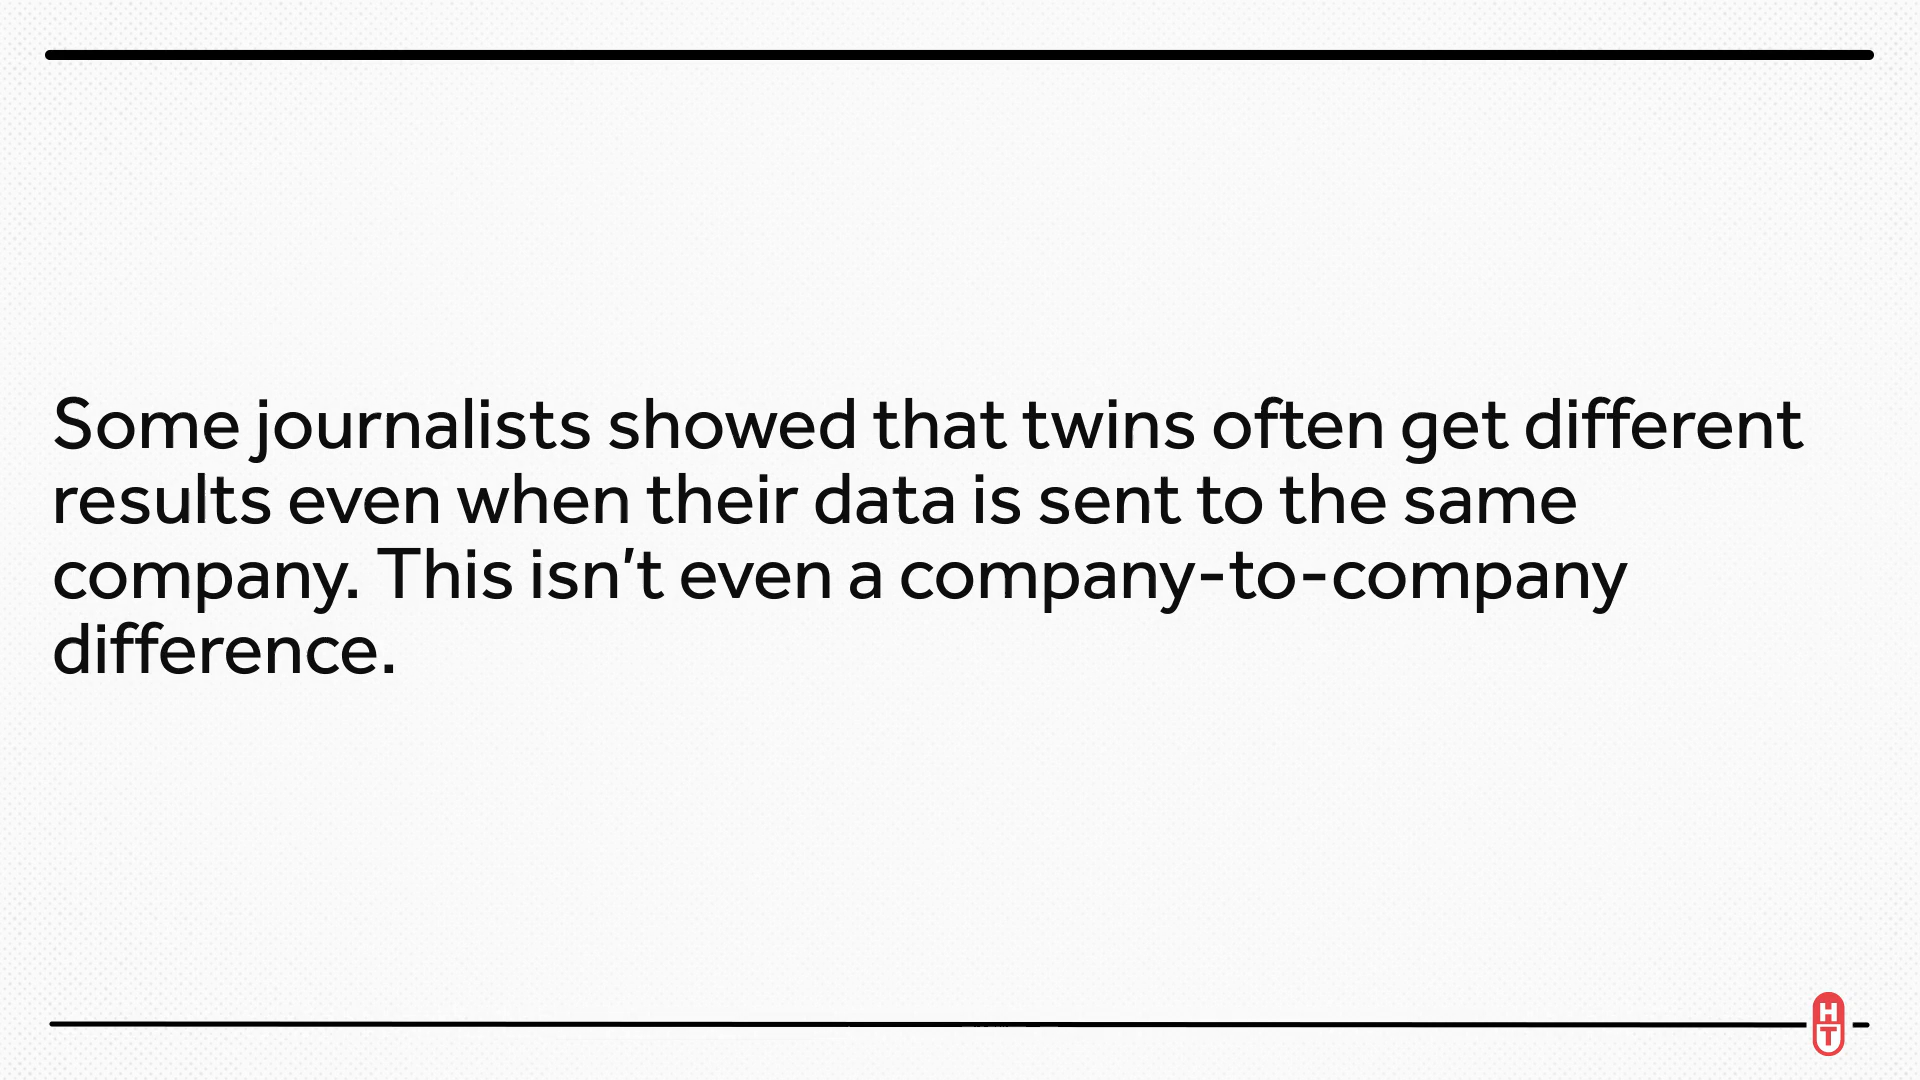 Some journalists showed that twins often get different
results even when their data is sent to the same
company. This isn’t even a company-to-company
difference.
H
T